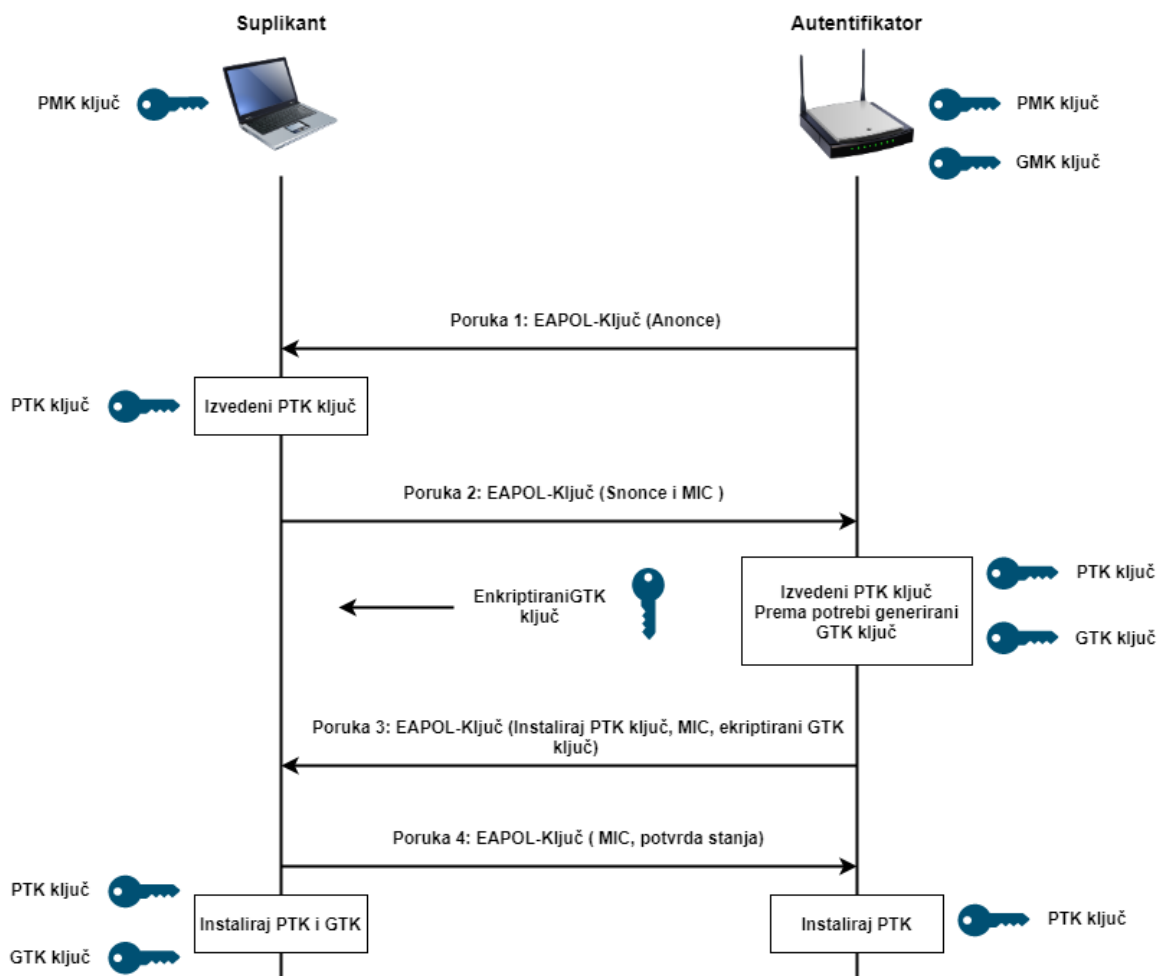 Suplikant
Autentifikator
PMK ključ
PMK ključ
GMK ključ
Poruka 1: EAPOL-Ključ (Anonce)
PTK ključ
Izvedeni PTK ključ
Poruka 2: EAPOL-Ključ (Snonce i MIC )
EnkriptiraniGTK
ključ
Izvedeni PTK ključ
Prema potrebi generirani
GTK ključ
PTK ključ
GTK ključ
Poruka 3: EAPOL-Ključ (Instaliraj PTK ključ, MIC, ekriptirani GTK
ključ)
Poruka 4: EAPOL-Ključ ( MIC, potvrda stanja)
PTK ključ
GTK ključ
Instaliraj PTK i GTK
Instaliraj PTK
PTK ključ